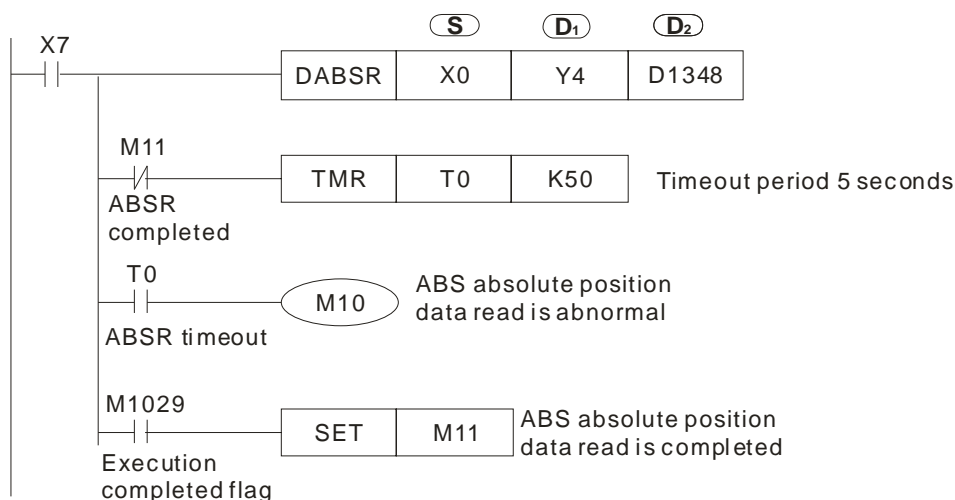 S D1 D2
X7
DABSR X0 Y4 D1348
M11
TMR T0 K50 Timeout period 5 seconds
ABSR
completed
T0
M10
ABS absolute position
data read is abnormal
ABSR timeout
M1029
SET M11
ABS absolute position
data read is completed
Execution
completed flag